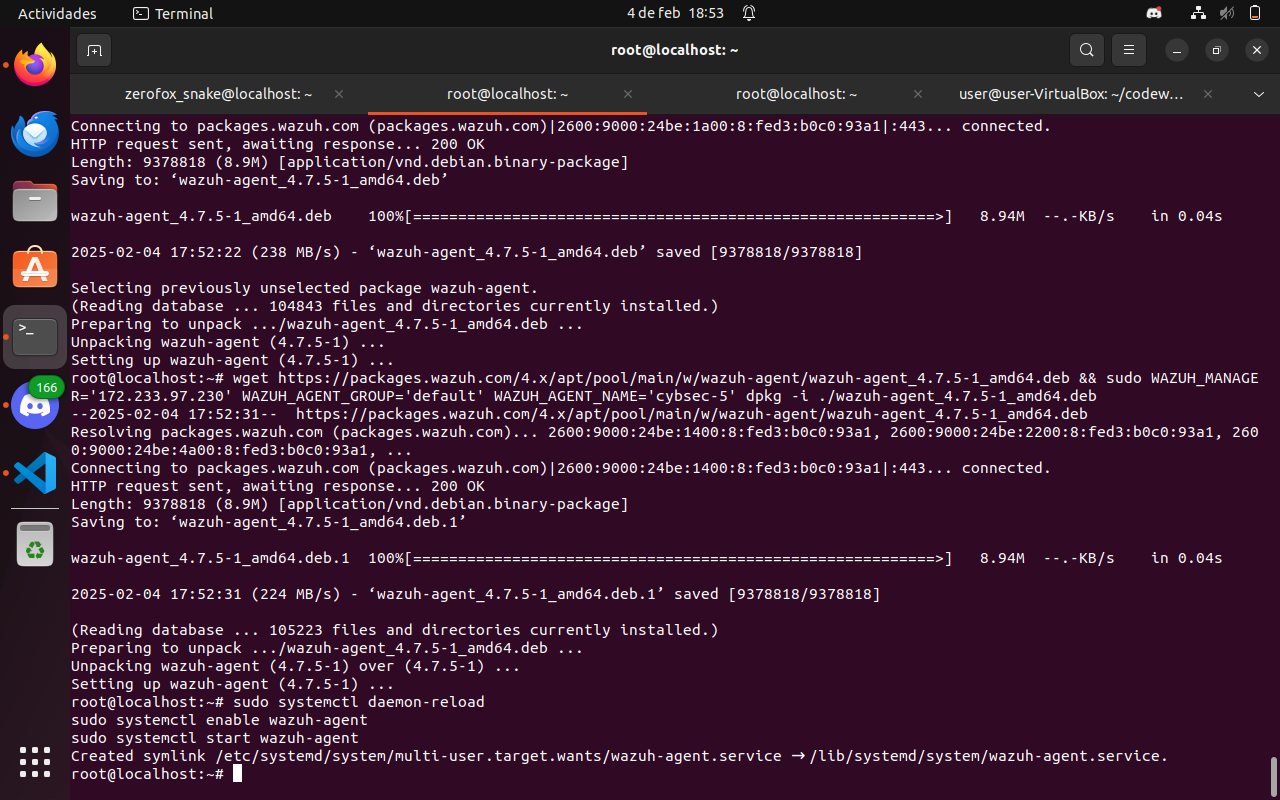 Actividades
Terminal
4 de feb 18:53
root@localhost: ~
zerofox_snake@localhost: ~
root@localhost: ~
root@localhost: ~
user@user-VirtualBox: ~/codew…
Connecting to packages.wazuh.com (packages.wazuh.com)|2600:9000:24be:1a00:8:fed3:b0c0:93a1|:443... connected.
HTTP request sent, awaiting response... 200 OK
Length: 9378818 (8.9M) [application/vnd.debian.binary-package]
Saving to: ‘wazuh-agent_4.7.5-1_amd64.deb’
wazuh-agent_4.7.5-1_amd64.deb    100%[==========================================================>]   8.94M  --.-KB/s    in 0.04s
2025-02-04 17:52:22 (238 MB/s) - ‘wazuh-agent_4.7.5-1_amd64.deb’ saved [9378818/9378818]
Selecting previously unselected package wazuh-agent.
(Reading database ... 104843 files and directories currently installed.)
Preparing to unpack .../wazuh-agent_4.7.5-1_amd64.deb ...
Unpacking wazuh-agent (4.7.5-1) ...
Setting up wazuh-agent (4.7.5-1) ...
root@localhost:~# wget https://packages.wazuh.com/4.x/apt/pool/main/w/wazuh-agent/wazuh-agent_4.7.5-1_amd64.deb && sudo WAZUH_MANAGE
R='172.233.97.230' WAZUH_AGENT_GROUP='default' WAZUH_AGENT_NAME='cybsec-5' dpkg -i ./wazuh-agent_4.7.5-1_amd64.deb
--2025-02-04 17:52:31--  https://packages.wazuh.com/4.x/apt/pool/main/w/wazuh-agent/wazuh-agent_4.7.5-1_amd64.deb
Resolving packages.wazuh.com (packages.wazuh.com)... 2600:9000:24be:1400:8:fed3:b0c0:93a1, 2600:9000:24be:2200:8:fed3:b0c0:93a1, 260
0:9000:24be:4a00:8:fed3:b0c0:93a1, ...
Connecting to packages.wazuh.com (packages.wazuh.com)|2600:9000:24be:1400:8:fed3:b0c0:93a1|:443... connected.
HTTP request sent, awaiting response... 200 OK
Length: 9378818 (8.9M) [application/vnd.debian.binary-package]
Saving to: ‘wazuh-agent_4.7.5-1_amd64.deb.1’
wazuh-agent_4.7.5-1_amd64.deb.1  100%[==========================================================>]   8.94M  --.-KB/s    in 0.04s
2025-02-04 17:52:31 (224 MB/s) - ‘wazuh-agent_4.7.5-1_amd64.deb.1’ saved [9378818/9378818]
(Reading database ... 105223 files and directories currently installed.)
Preparing to unpack .../wazuh-agent_4.7.5-1_amd64.deb ...
Unpacking wazuh-agent (4.7.5-1) over (4.7.5-1) ...
Setting up wazuh-agent (4.7.5-1) ...
root@localhost:~# sudo systemctl daemon-reload
sudo systemctl enable wazuh-agent
sudo systemctl start wazuh-agent
Created symlink /etc/systemd/system/multi-user.target.wants/wazuh-agent.service → /lib/systemd/system/wazuh-agent.service.
root@localhost:~#
166